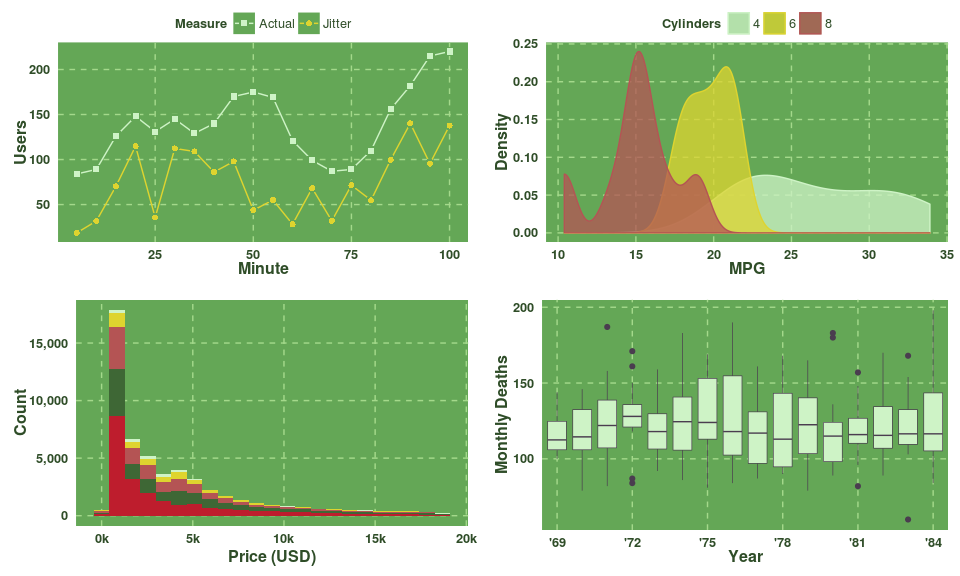 Measure Actual Jitter
200
150
100
50
Users
25 50 75 100
Minute
Cylinders 4 6 8
0.25
0.20
0.15
0.10
0.05
0.00
Density
10 15 20 25 30 35
MPG
15,000
10,000
5,000
0
Count
0k 5k 10k 15k 20k
Price (USD)
200
150
100
Monthly Deaths
'69 '72 '75 '78 '81 '84
Year